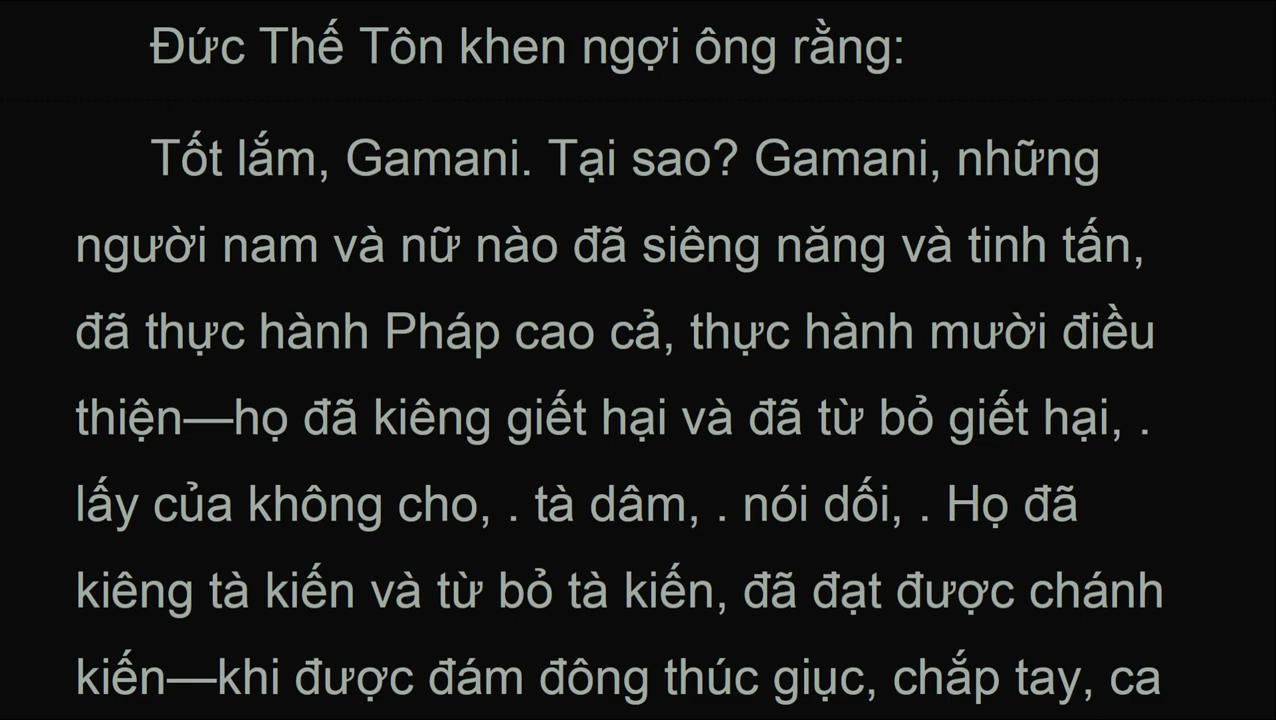 Đức Thế Tôn khen ngợi ông rằng:
Tốt lắm, Gamani. Tại sao? Gamani, những
người nam và nữ nào đã siêng năng và tinh tấn,
đã thực hành Pháp cao cả, thực hành mười điều
thiện—họ đã kiêng giết hại và đã từ bỏ giết hại, .
lấy của không cho, . tà dâm, . nói dối, . Họ đã
kiêng tà kiến và từ bỏ tà kiến, đã đạt được chánh
kiến—khi được đám đông thúc giục, chắp tay, ca